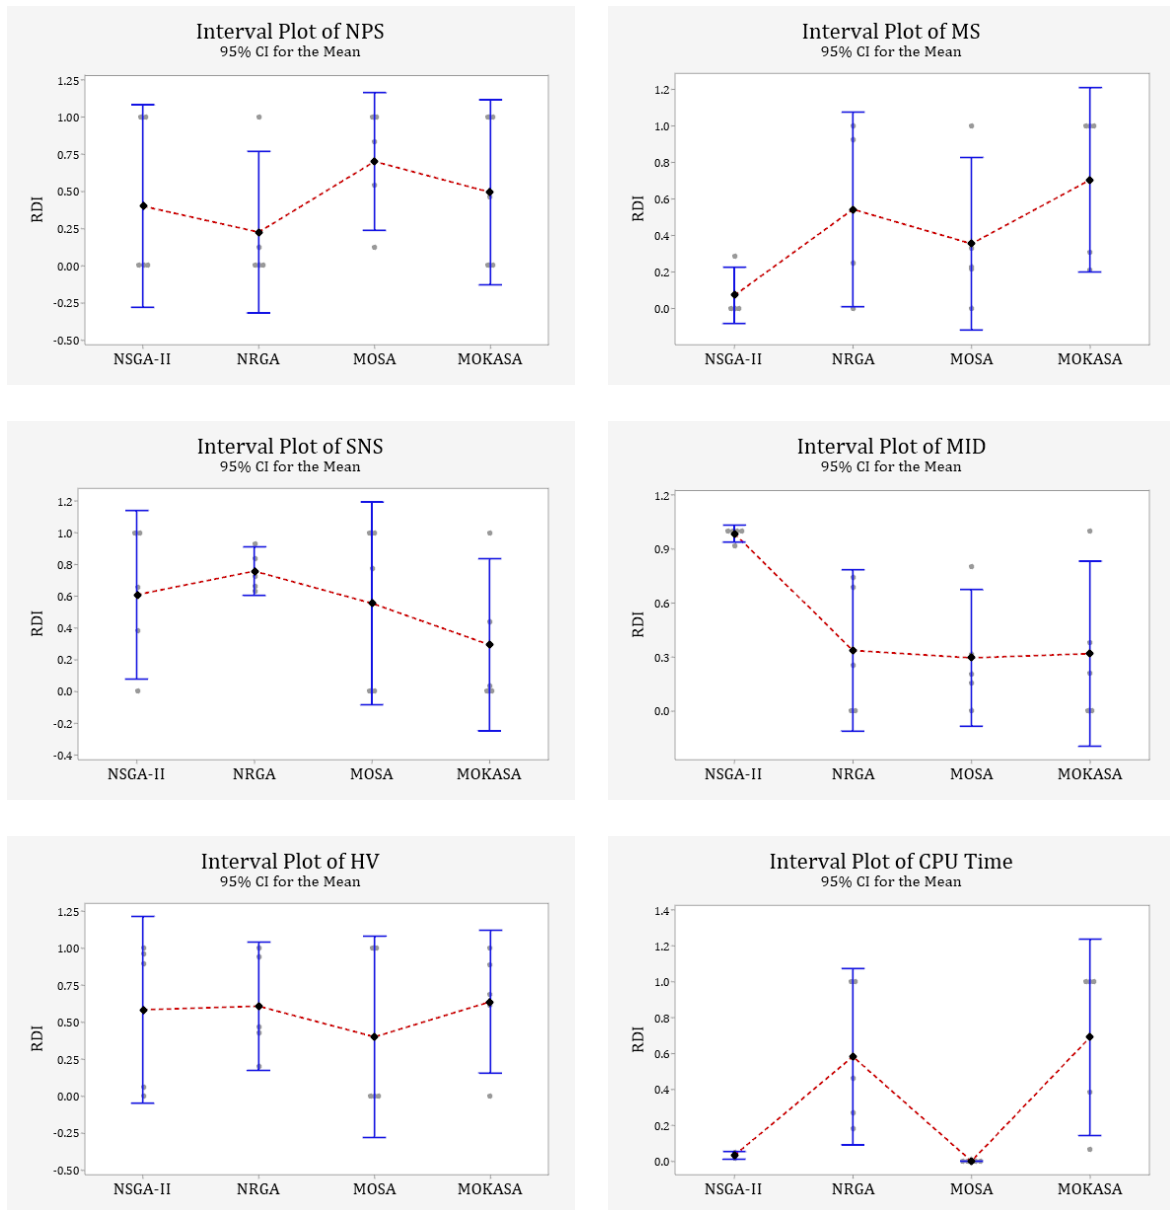 Interval Plot of NPS
95% CI for the Mean
RDI
1.25
1.00
0.75
0.50
0.25
0.00
-0.25
-0.50
NSGA-II NRGA MOSA MOKASA
Interval Plot of MS
95% CI for the Mean
RDI
1.2
1.0
0.8
0.6
0.4
0.2
0.0
NSGA-II NRGA MOSA MOKASA
Interval Plot of SNS
95% CI for the Mean
RDI
1.2
1.0
0.8
0.6
0.4
0.2
0.0
-0.2
-0.4
NSGA-II NRGA MOSA MOKASA
Interval Plot of MID
95% CI for the Mean
RDI
1.2
0.9
0.6
0.3
0.0
NSGA-II NRGA MOSA MOKASA
Interval Plot of HV
95% CI for the Mean
RDI
1.25
1.00
0.75
0.50
0.25
0.00
-0.25
-0.50
NSGA-II NRGA MOSA MOKASA
Interval Plot of CPU Time
95% CI for the Mean
RDI
1.4
1.2
1.0
0.8
0.6
0.4
0.2
0.0
NSGA-II NRGA MOSA MOKASA